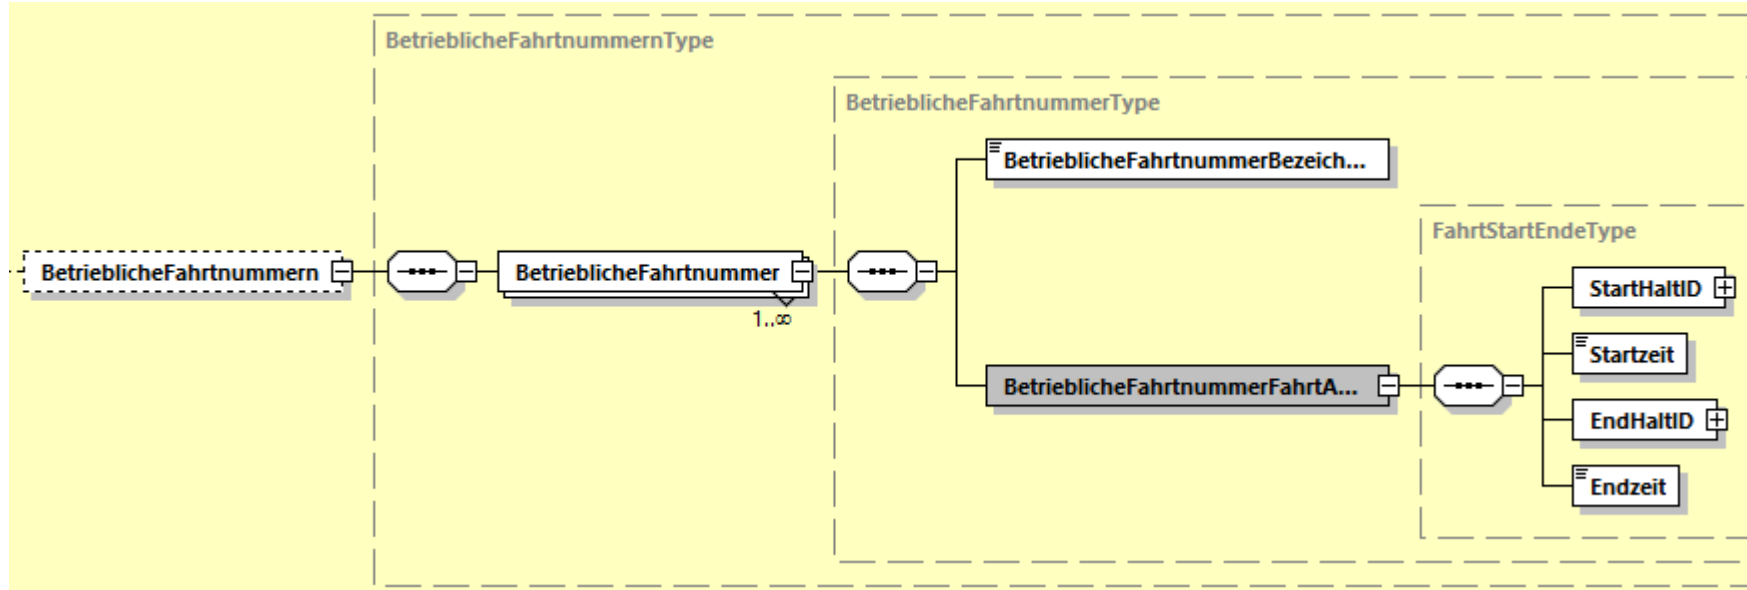 BetrieblicheFahrtnummernType
BetrieblicheFahrtnummerType
BetrieblicheFahrtnummerBezeich...
FahrtStartEndeType
BetrieblicheFahrtnummern
BetrieblicheFahrtnummer
1..∞
StartHaltID
Startzeit
BetrieblicheFahrtnummerFahrtA...
EndHaltID
Endzeit